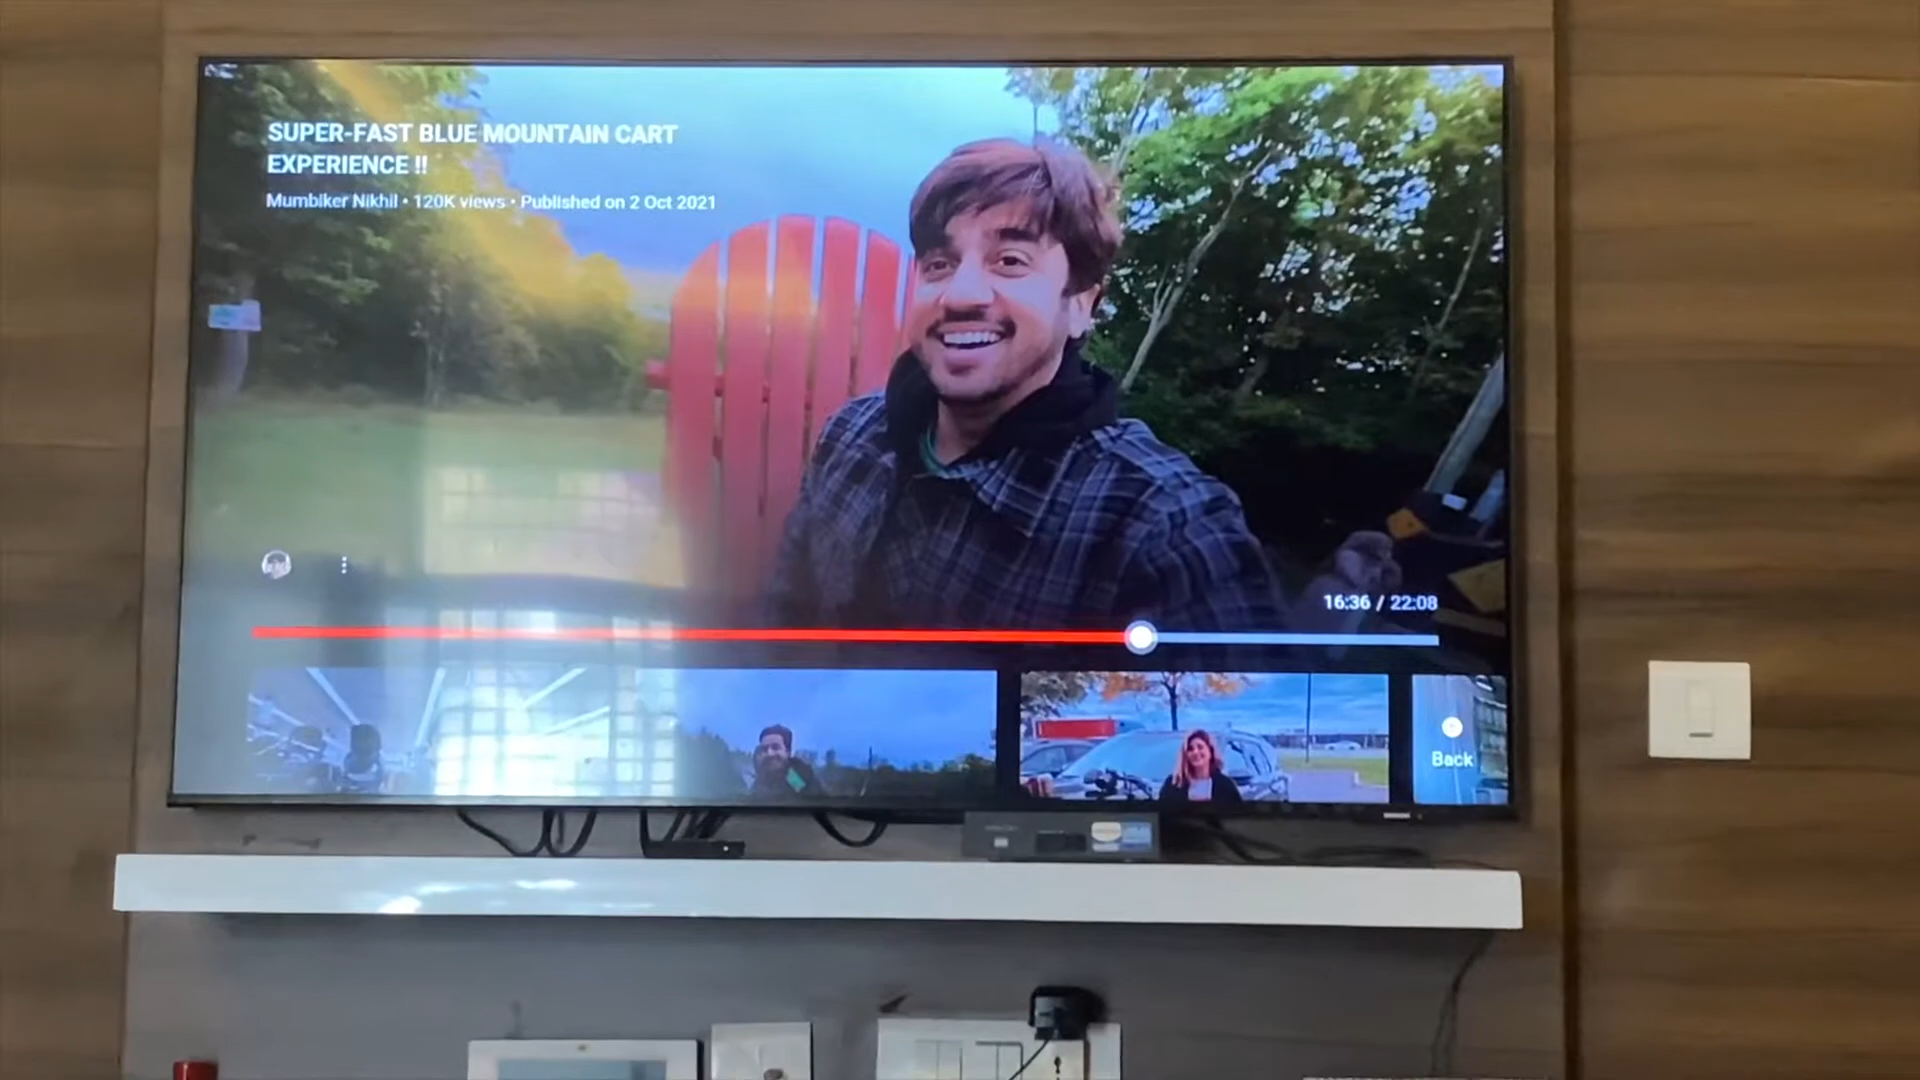 SUPER-FAST BLUE MOUNTAIN CART
EXPERIENCE !!
Mumbiker Nikhil • 120K views • Published on 2 Oct 2021
16:36 / 22:08
Back